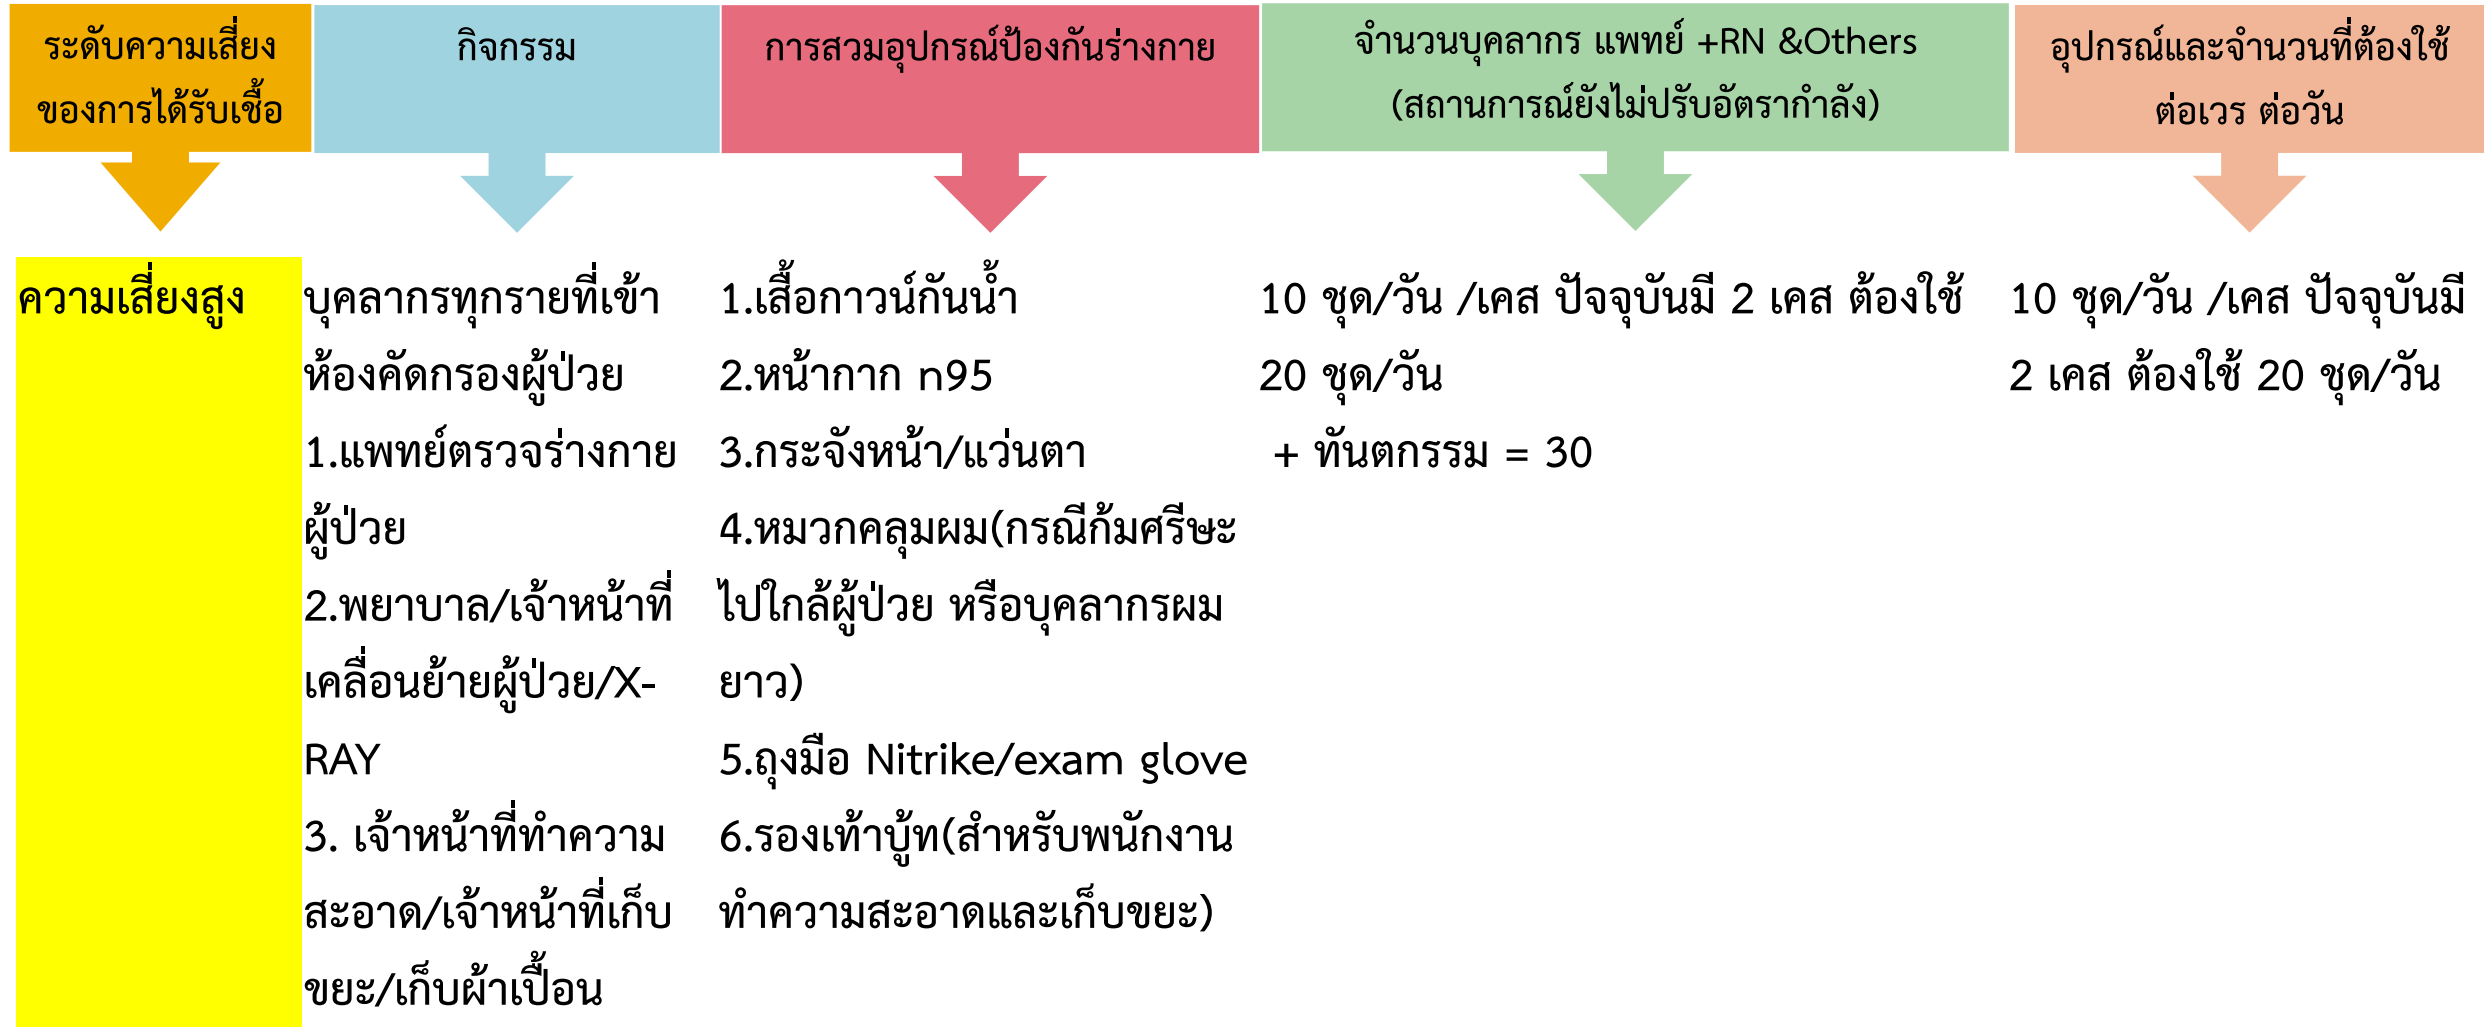 ระดับความเสี่ยง
ของการได้รับเชื้อ
กิจกรรม
การสวมอุปกรณ์ป้องกันร่างกาย
จำนวนบุคลากร แพทย์ +RN &Others
(สถานการณ์ยังไม่ปรับอัตรากำลัง)
อุปกรณ์และจำนวนที่ต้องใช้
ต่อเวร ต่อวัน
ความเสี่ยงสูง
บุคลากรทุกรายที่เข้า
ห้องคัดกรองผู้ป่วย
1.แพทย์ตรวจร่างกาย
ผู้ป่วย
2.พยาบาล/เจ้าหน้าที่
เคลื่อนย้ายผู้ป่วย/X-
RAY
3. เจ้าหน้าที่ทำความ
สะอาด/เจ้าหน้าที่เก็บ
ขยะ/เก็บผ้าเปื้อน
1.เสื้อกาวน์กันน้ำ
2.หน้ากาก n95
3.กระจังหน้า/แว่นตา
4.หมวกคลุมผม(กรณีก้มศรีษะ
ไปใกล้ผู้ป่วย หรือบุคลากรผม
ยาว)
5.ถุงมือ Nitrike/exam glove
6.รองเท้าบู้ท(สำหรับพนักงาน
ทำความสะอาดและเก็บขยะ)
10 ชุด/วัน /เคส ปัจจุบันมี 2 เคส ต้องใช้
20 ชุด/วัน
+ ทันตกรรม = 30
10 ชุด/วัน /เคส ปัจจุบันมี
2 เคส ต้องใช้ 20 ชุด/วัน